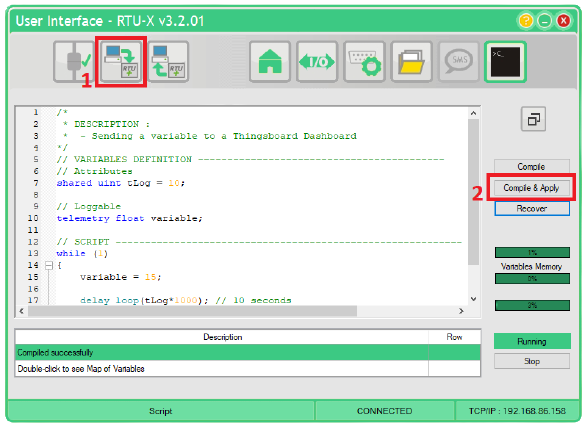 User Interface - RTU-X v3.2.01
?
1
RTU
RTU
I/O
SMS
>C_
1 /*
2 * DESCRIPTION :
3 * - Sending a variable to a Thingsboard Dashboard
4 */
5 // VARIABLES DEFINITION ---------------------------------------
6 // Attributes
7 shared uint tLog = 10;
8
9 // Loggable
10 telemetry float variable;
11
12 // SCRIPT -------------------------------------------------------
13 while (1)
14 {
15 variable = 15;
16
17 delay_loop(tLog*1000); // 10 seconds
Compile
2
Compile & Apply
Recover
1%
Variables Memory
0%
2%
Description Row
Compiled successfully
Double-click to see Map of Variables
Running
Stop
Script CONNECTED TCP/IP : 192.168.86.158